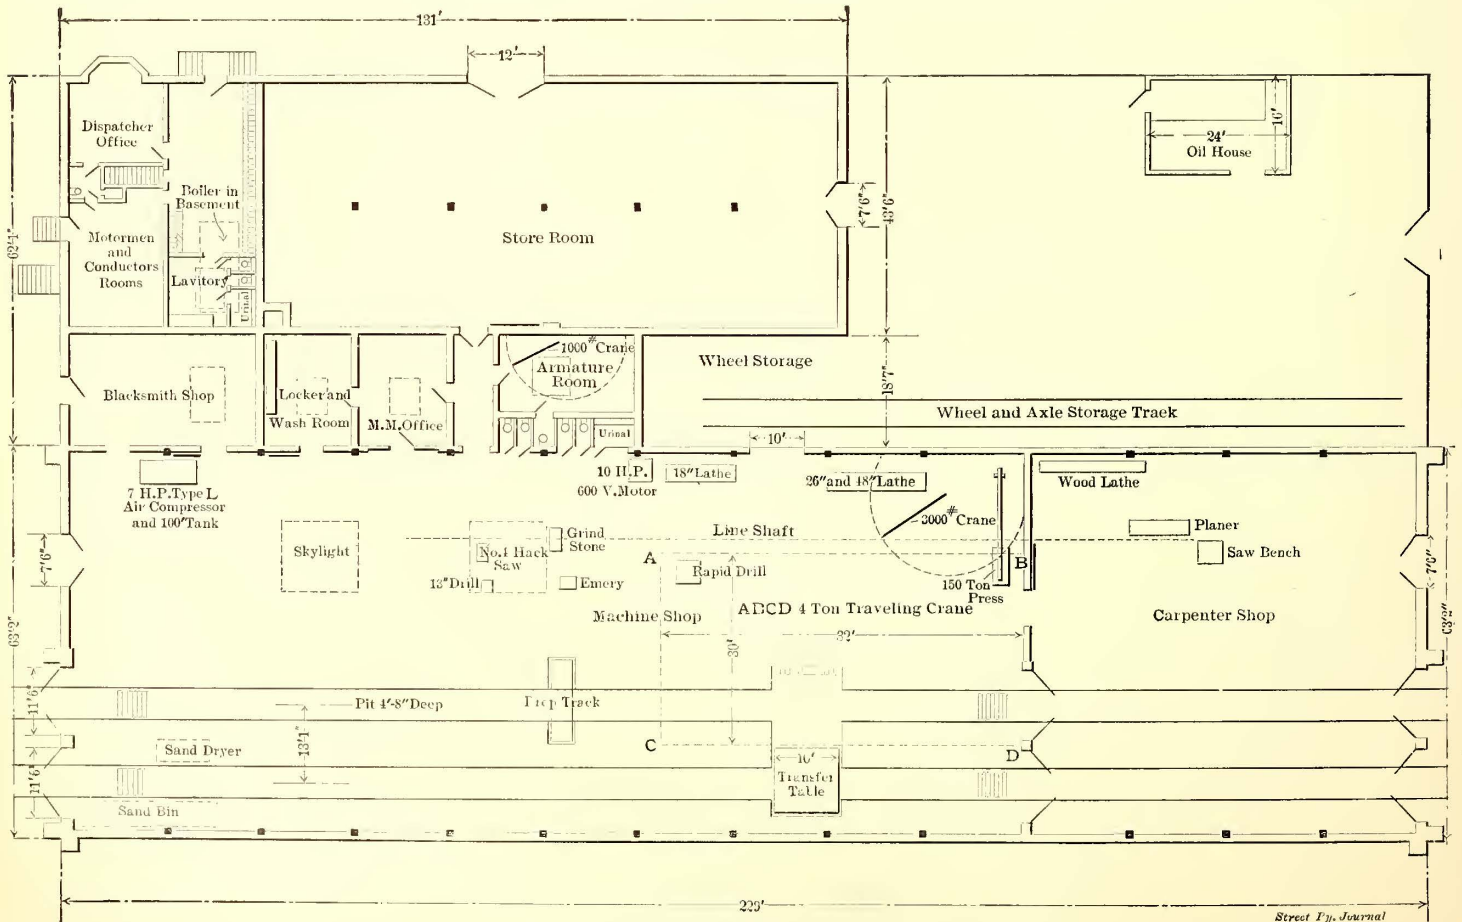 131'
12'
Dispatcher
Office
16'
24'
Oil House
Boiler in
Basement
7'6"
43'6"
62'1"
Store Room
Motormen
and
Conductors
Rooms
Lavitory
Urinal
1000# Crane
Armature
Room
Wheel Storage
18'7"
Blacksmith Shop
Locker and
Wash Room
M.M.Office
Wheel and Axle Storage Track
Urinal
10'
10 H.P.
600 V.Motor
18"Lathe
26"and 48"Lathe
Wood Lathe
7 H.P.Type L
Air Compressor
and 100'Tank
3000# Crane
Planer
Line Shaft
Grind
Stone
Skylight
No.1 Hack
Saw
A
B
Saw Bench
7'6"
7'6"
13"Drill
Emery
Rapid Drill
150 Ton
Press
ABCD 4 Ton Traveling Crane
Machine Shop
Carpenter Shop
63'2"
63'2"
32'
30'
11'6"
Pit 4'-8"Deep
Drop Track
13'1"
Sand Dryer
C
D
11'6"
16'
Transfer
Table
Sand Bin
229'
Street Ry. Journal